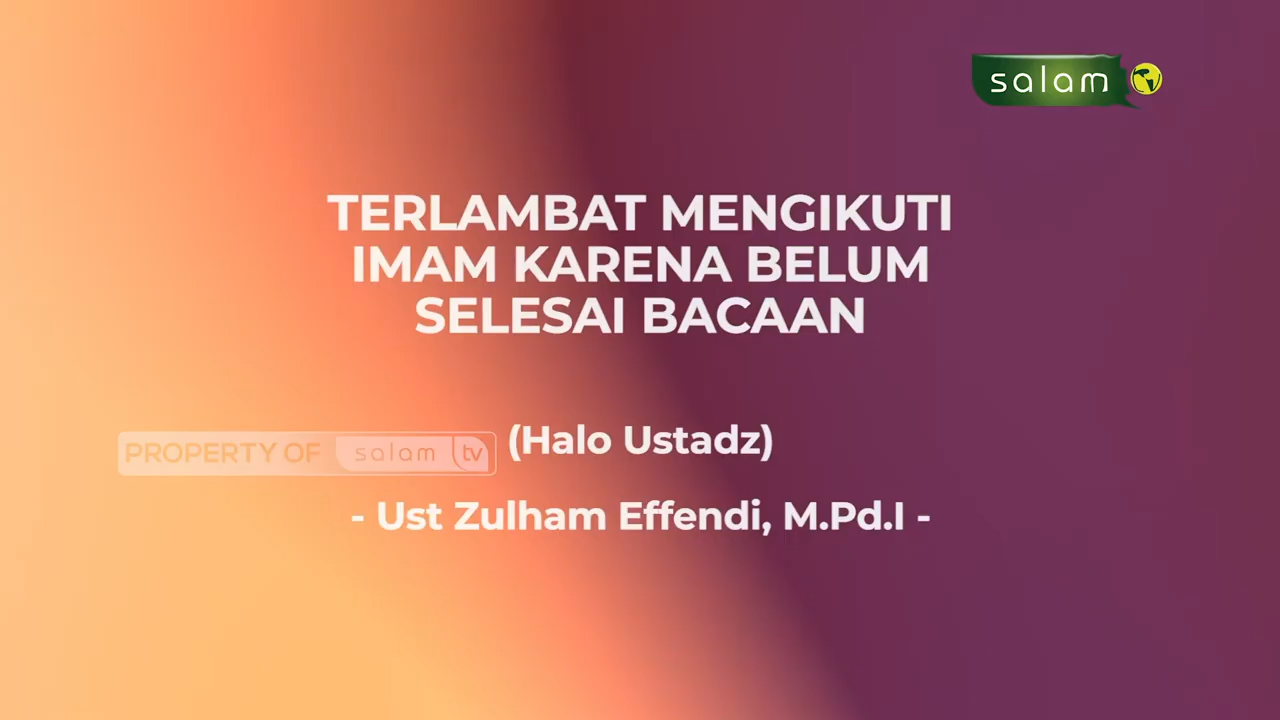 salam
TERLAMBAT MENGIKUTI
IMAM KARENA BELUM
SELESAI BACAAN
(Halo Ustadz)
PROPERTY OF salam tv
- Ust Zulham Effendi, M.Pd.I -